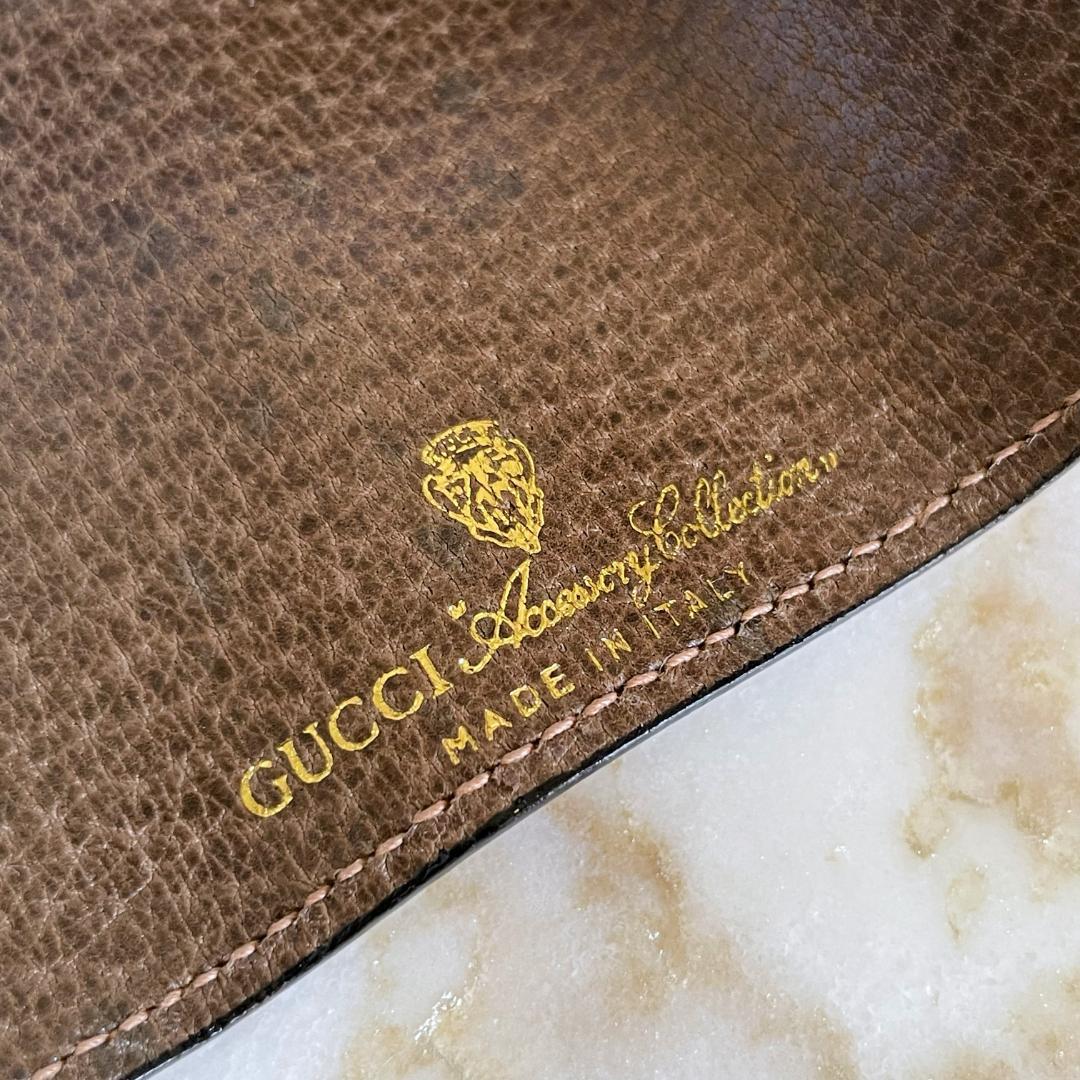 GUCCI "Accessory Collection"
MADE IN ITALY